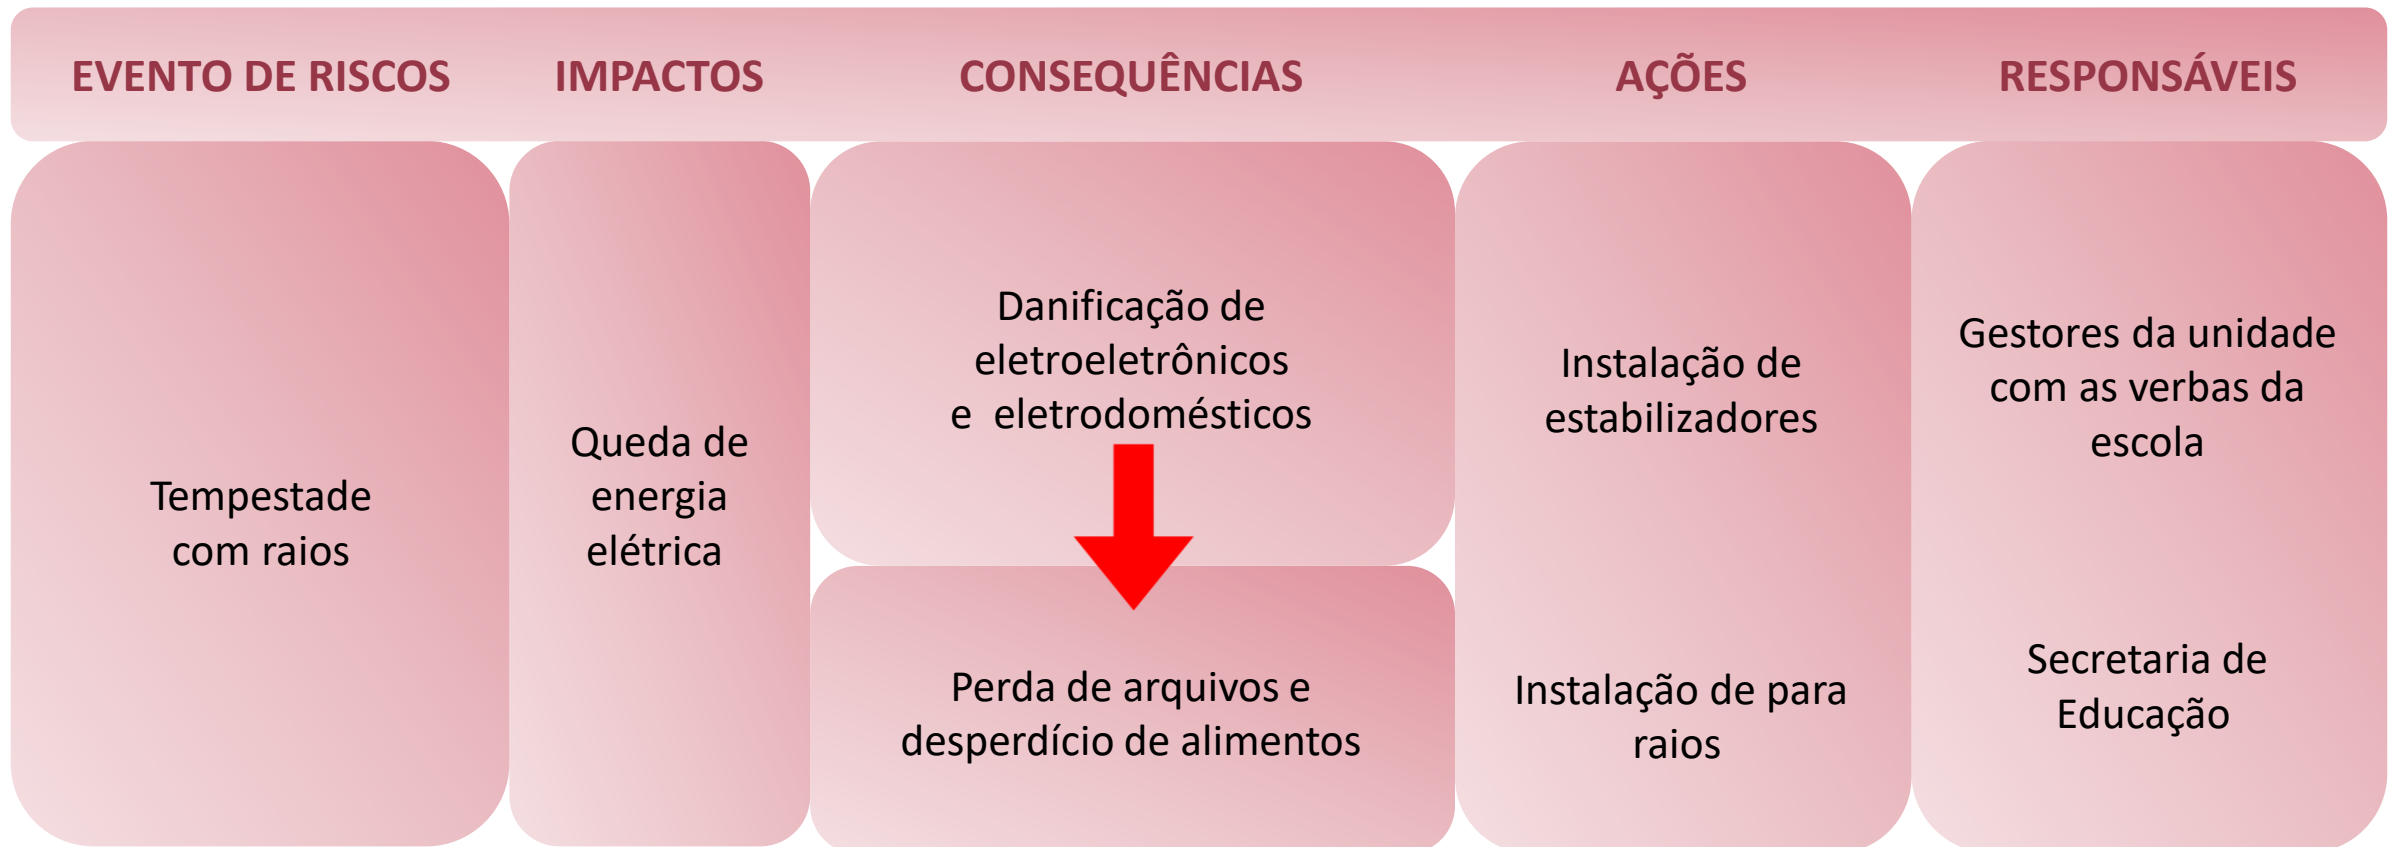 EVENTO DE RISCOS
IMPACTOS
CONSEQUÊNCIAS
AÇÕES
RESPONSÁVEIS
Tempestade
com raios
Queda de
energia
elétrica
Danificação de
eletroeletrônicos
e  eletrodomésticos
Perda de arquivos e
desperdício de alimentos
Instalação de
estabilizadores
Instalação de para
raios
Gestores da unidade
com as verbas da
escola
Secretaria de
Educação